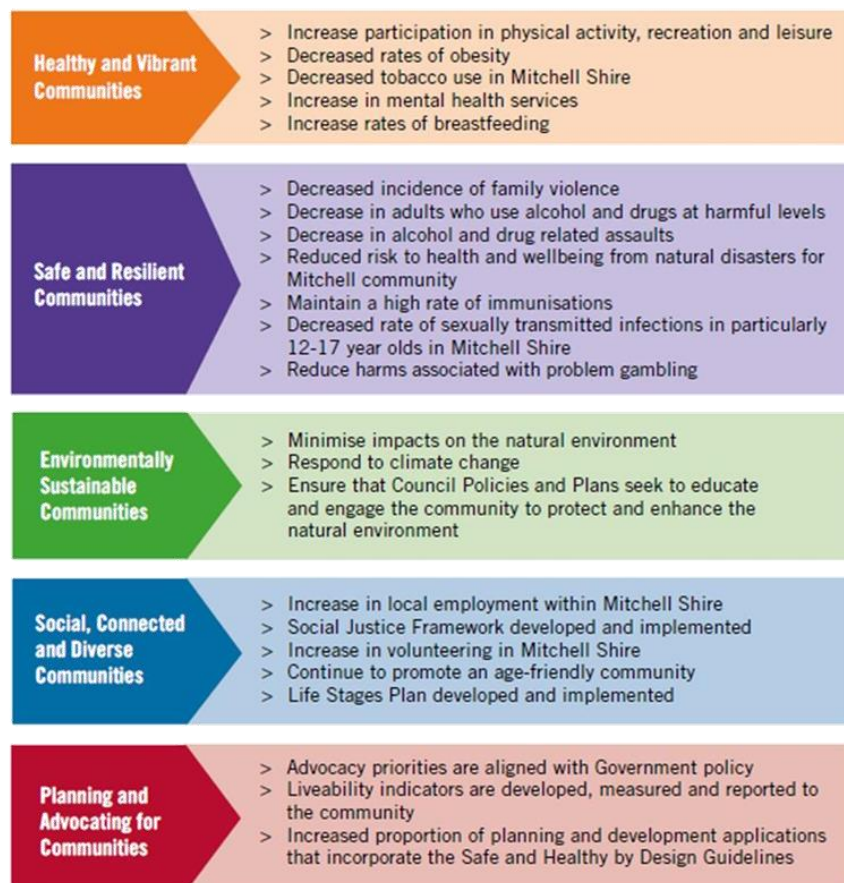 Healthy and Vibrant
Communities
> Increase participation in physical activity, recreation and leisure
> Decreased rates of obesity
> Decreased tobacco use in Mitchell Shire
> Increase in mental health services
> Increase rates of breastfeeding
Safe and Resilient
Communities
> Decreased incidence of family violence
> Decrease in adults who use alcohol and drugs at harmful levels
> Decrease in alcohol and drug related assaults
> Reduced risk to health and wellbeing from natural disasters for
Mitchell community
> Maintain a high rate of immunisations
> Decreased rate of sexually transmitted infections in particularly
12-17 year olds in Mitchell Shire
> Reduce harms associated with problem gambling
Environmentally
Sustainable
Communities
> Minimise impacts on the natural environment
> Respond to climate change
> Ensure that Council Policies and Plans seek to educate
and engage the community to protect and enhance the
natural environment
Social, Connected
and Diverse
Communities
> Increase in local employment within Mitchell Shire
> Social Justice Framework developed and implemented
> Increase in volunteering in Mitchell Shire
> Continue to promote an age-friendly community
> Life Stages Plan developed and implemented
Planning and
Advocating for
Communities
> Advocacy priorities are aligned with Government policy
> Liveability indicators are developed, measured and reported to
the community
> Increased proportion of planning and development applications
that incorporate the Safe and Healthy by Design Guidelines